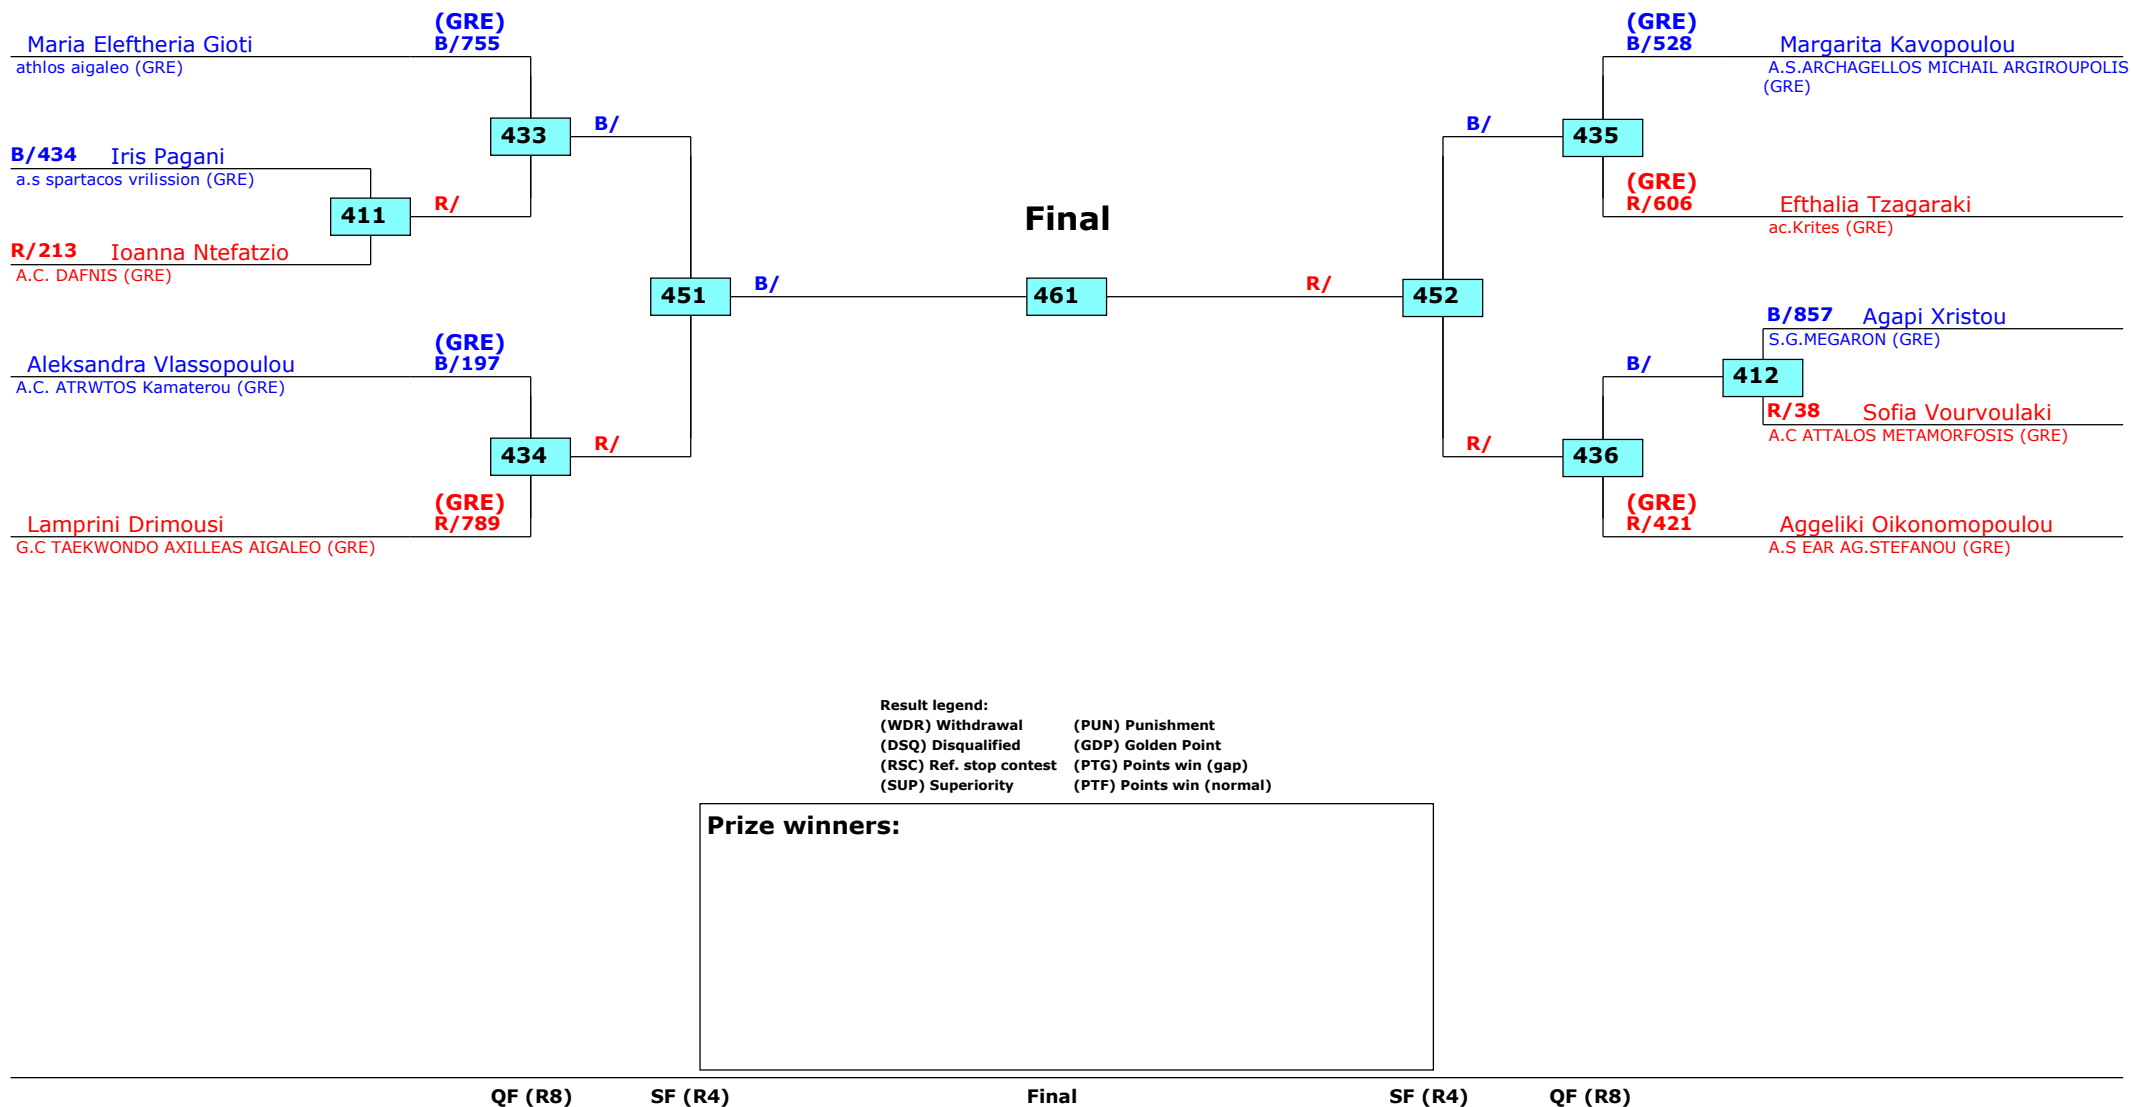 (GRE)
B/755
Maria Eleftheria Gioti
athlos aigaleo (GRE)
433
B/
B/434 Iris Pagani
a.s spartacos vrilission (GRE)
411
R/
R/213 Ioanna Ntefatzio
A.C. DAFNIS (GRE)
451
B/
(GRE)
B/197
Aleksandra Vlassopoulou
A.C. ATRWTOS Kamaterou (GRE)
434
R/
(GRE)
R/789
Lamprini Drimousi
G.C TAEKWONDO AXILLEAS AIGALEO (GRE)
Final
461
(GRE)
B/528
Margarita Kavopoulou
A.S.ARCHAGELLOS MICHAIL ARGIROUPOLIS
(GRE)
B/
435
(GRE)
R/606
Efthalia Tzagaraki
ac.Krites (GRE)
R/
452
B/857 Agapi Xristou
S.G.MEGARON (GRE)
B/
412
R/38 Sofia Vourvoulaki
A.C ATTALOS METAMORFOSIS (GRE)
R/
436
(GRE)
R/421
Aggeliki Oikonomopoulou
A.S EAR AG.STEFANOU (GRE)
Result legend:
(WDR) Withdrawal (PUN) Punishment
(DSQ) Disqualified (GDP) Golden Point
(RSC) Ref. stop contest (PTG) Points win (gap)
(SUP) Superiority (PTF) Points win (normal)
Prize winners:
QF (R8) SF (R4) Final SF (R4) QF (R8)